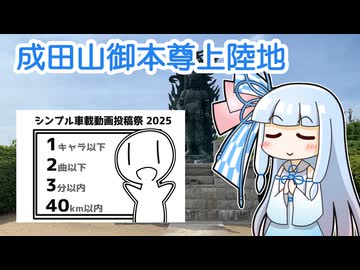 成田山御本尊上陸地
シンプル車載動画投稿祭 2025
1キャラ以下
2曲以下
3分以内
40km以内